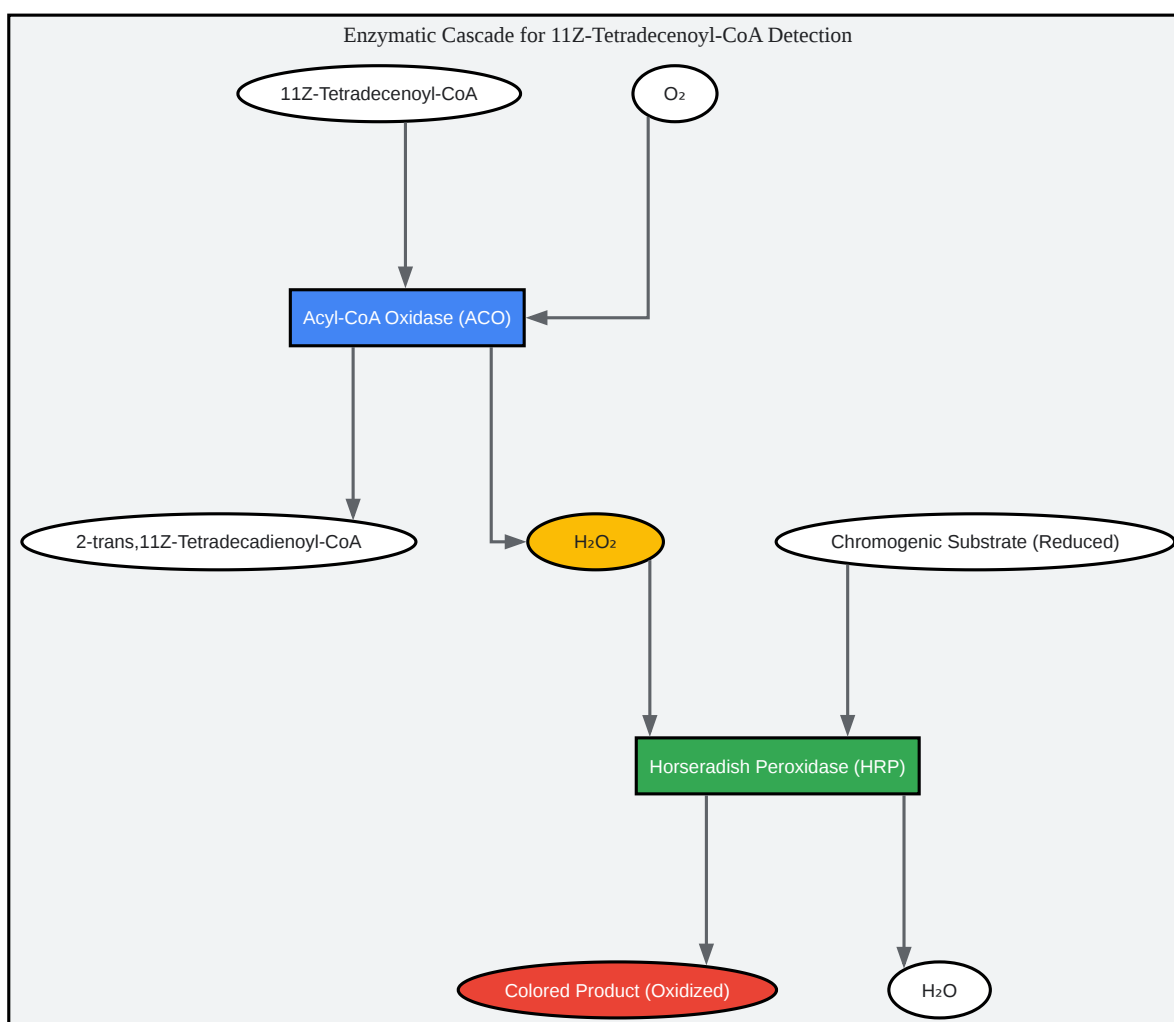 Enzymatic Cascade for 11Z-Tetradecenoyl-CoA Detection
11Z-Tetradecenoyl-CoA
O₂
Acyl-CoA Oxidase (ACO)
2-trans,11Z-Tetradecadienoyl-CoA
H₂O₂
Chromogenic Substrate (Reduced)
Horseradish Peroxidase (HRP)
Colored Product (Oxidized)
H₂O